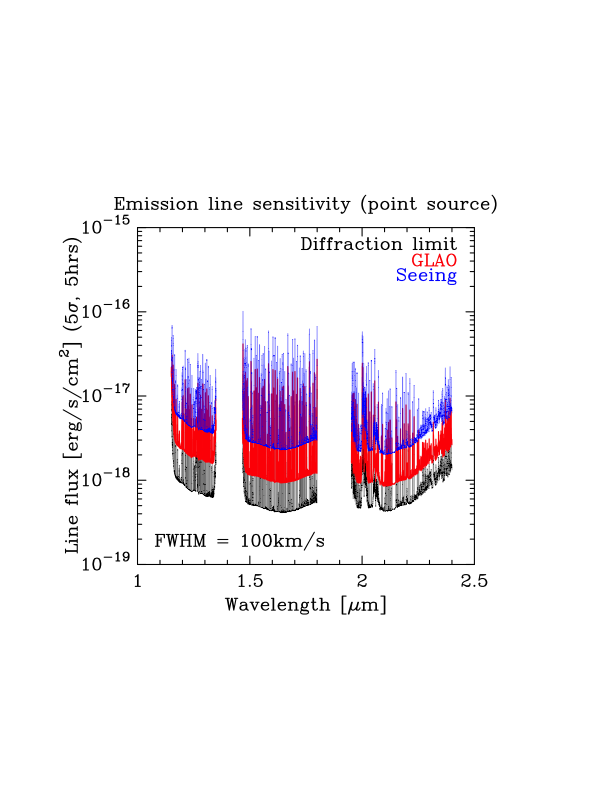 Emission line sensitivity (point source)
10⁻¹⁵
Diffraction limit
GLAO
Seeing
10⁻¹⁶
10⁻¹⁷
10⁻¹⁸
10⁻¹⁹
Line flux [erg/s/cm²] (5σ, 5hrs)
FWHM = 100km/s
1 1.5 2 2.5
Wavelength [μm]